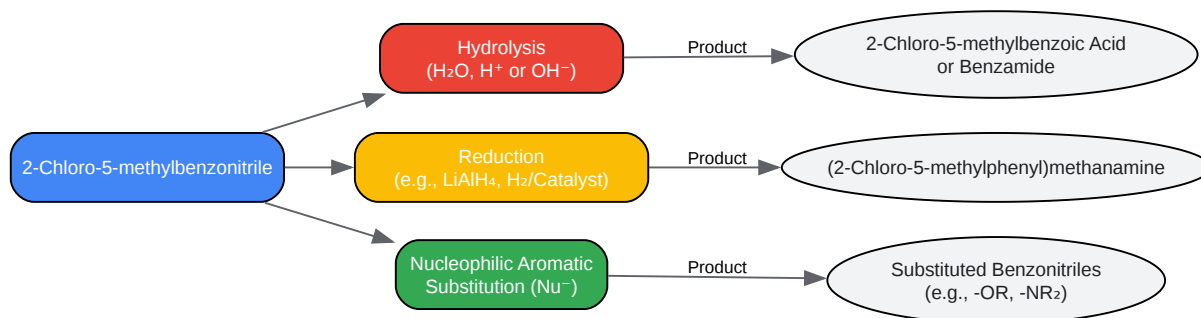 Hydrolysis
(H₂O, H⁺ or OH⁻)
Product
2-Chloro-5-methylbenzoic Acid
or Benzamide
2-Chloro-5-methylbenzonitrile
Reduction
(e.g., LiAlH₄, H₂/Catalyst)
Product
(2-Chloro-5-methylphenyl)methanamine
Nucleophilic Aromatic
Substitution (Nu⁻)
Product
Substituted Benzonitriles
(e.g., -OR, -NR₂)